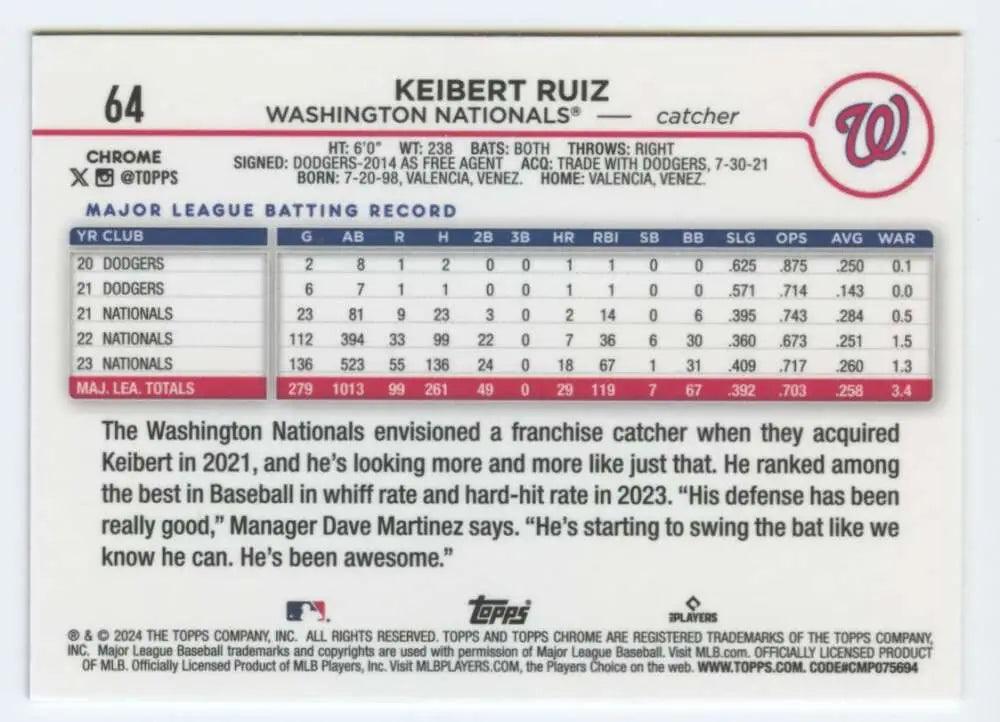 64
KEIBERT RUIZ
WASHINGTON NATIONALS® — catcher
W
HT: 6'0" WT: 238 BATS: BOTH THROWS: RIGHT
SIGNED: DODGERS-2014 AS FREE AGENT ACQ: TRADE WITH DODGERS, 7-30-21
BORN: 7-20-98, VALENCIA, VENEZ. HOME: VALENCIA, VENEZ.
CHROME
X @TOPPS
MAJOR LEAGUE BATTING RECORD
YR CLUB G AB R H 2B 3B HR RBI SB BB SLG OPS AVG WAR
20 DODGERS 2 8 1 2 0 0 1 1 0 0 .625 .875 .250 0.1
21 DODGERS 6 7 1 1 0 0 1 1 0 0 .571 .714 .143 0.0
21 NATIONALS 23 81 9 23 3 0 2 14 0 6 .395 .743 .284 0.5
22 NATIONALS 112 394 33 99 22 0 7 36 6 30 .360 .673 .251 1.5
23 NATIONALS 136 523 55 136 24 0 18 67 1 31 .409 .717 .260 1.3
MAJ. LEA. TOTALS 279 1013 99 261 49 0 29 119 7 67 .392 .703 .258 3.4
The Washington Nationals envisioned a franchise catcher when they acquired
Keibert in 2021, and he's looking more and more like just that. He ranked among
the best in Baseball in whiff rate and hard-hit rate in 2023. "His defense has been
really good," Manager Dave Martinez says. "He's starting to swing the bat like we
know he can. He's been awesome."
Topps
PLAYERS
® & © 2024 THE TOPPS COMPANY, INC. ALL RIGHTS RESERVED. TOPPS AND TOPPS CHROME ARE REGISTERED TRADEMARKS OF THE TOPPS COMPANY,
INC. Major League Baseball trademarks and copyrights are used with permission of Major League Baseball. Visit MLB.com. OFFICIALLY LICENSED PRODUCT
OF MLB. Officially Licensed Product of MLB Players, Inc. Visit MLBPLAYERS.COM, the Players Choice on the web. WWW.TOPPS.COM. CODE#CMP075694